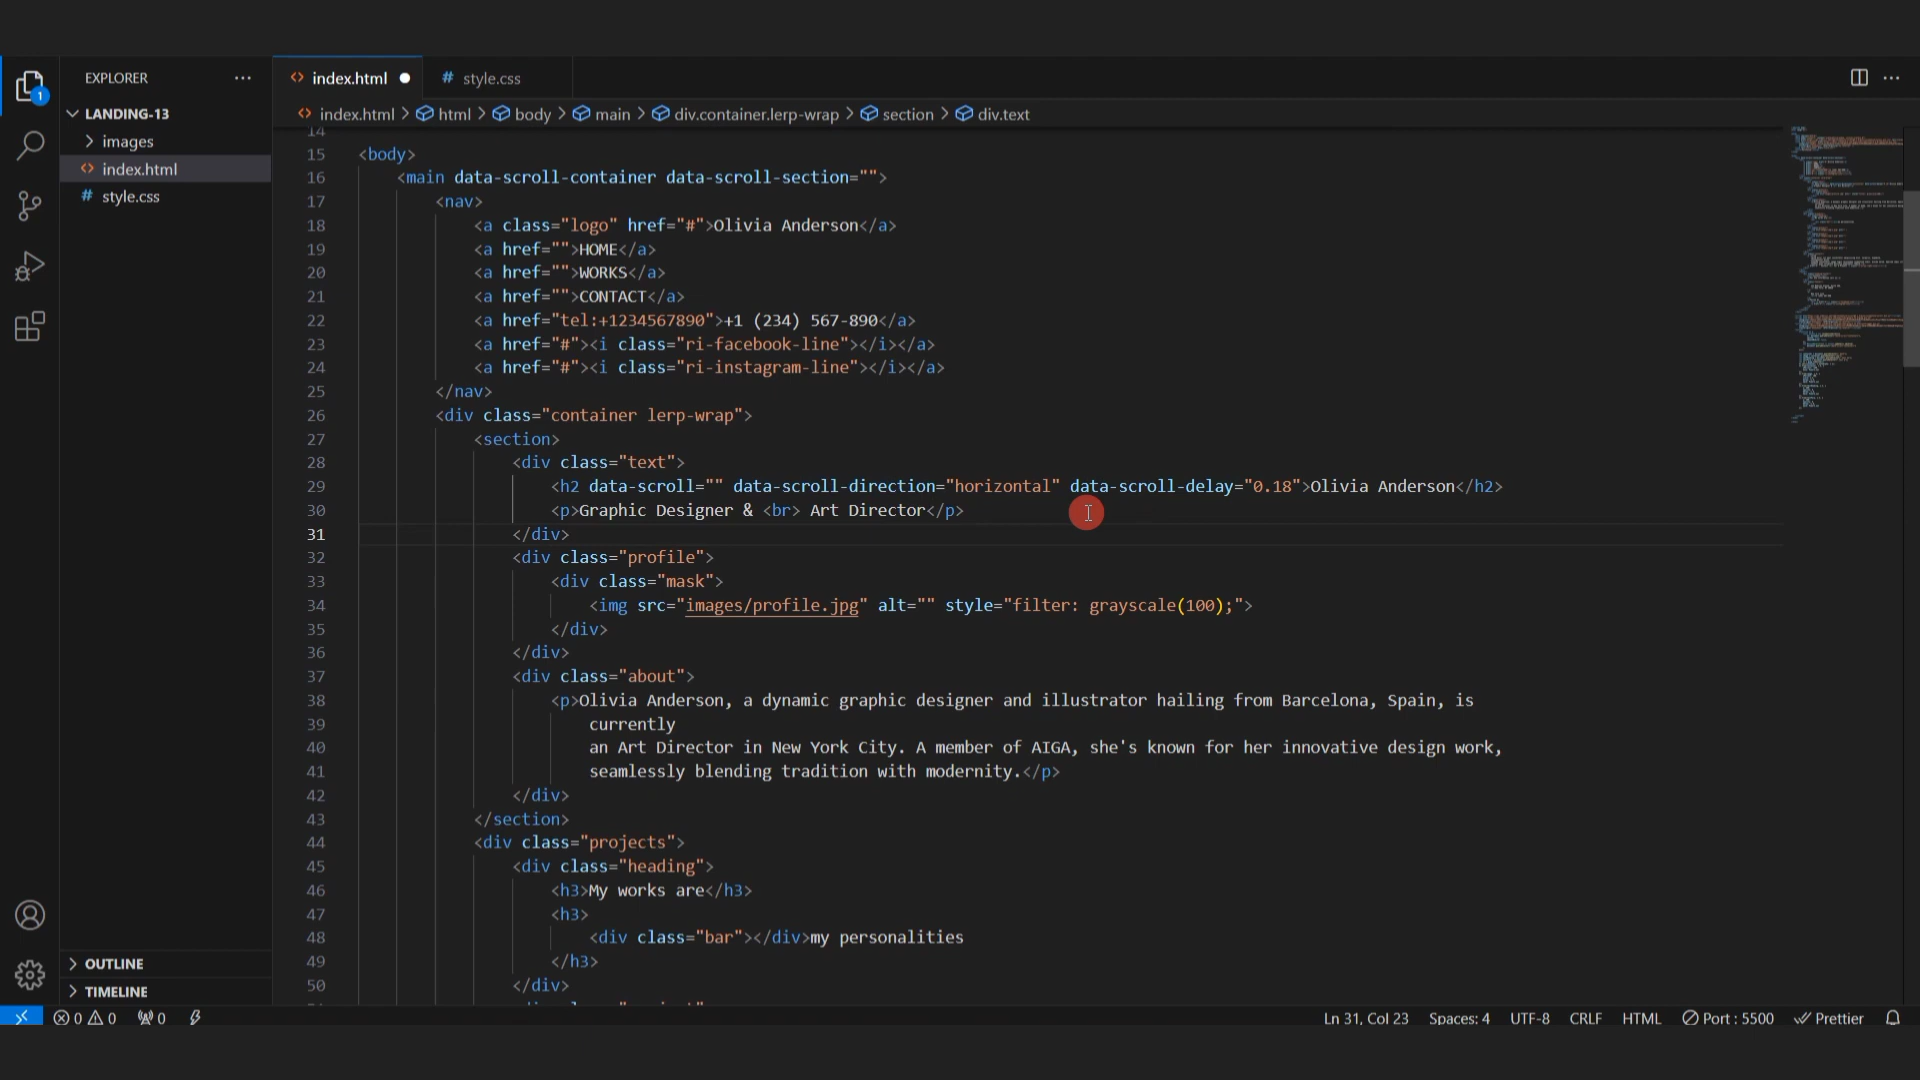 EXPLORER
LANDING-13
images
index.html
style.css
OUTLINE
TIMELINE
index.html
style.css
index.html > html > body > main > div.container.lerp-wrap > section > div.text
14
15 <body>
16 <main data-scroll-container data-scroll-section="">
17 <nav>
18 <a class="logo" href="#">Olivia Anderson</a>
19 <a href="">HOME</a>
20 <a href="">WORKS</a>
21 <a href="">CONTACT</a>
22 <a href="tel:+1234567890">+1 (234) 567-890</a>
23 <a href="#"><i class="ri-facebook-line"></i></a>
24 <a href="#"><i class="ri-instagram-line"></i></a>
25 </nav>
26 <div class="container lerp-wrap">
27 <section>
28 <div class="text">
29 <h2 data-scroll="" data-scroll-direction="horizontal" data-scroll-delay="0.18">Olivia Anderson</h2>
30 <p>Graphic Designer & <br> Art Director</p>
31 </div>
32 <div class="profile">
33 <div class="mask">
34 <img src="images/profile.jpg" alt="" style="filter: grayscale(100);">
35 </div>
36 </div>
37 <div class="about">
38 <p>Olivia Anderson, a dynamic graphic designer and illustrator hailing from Barcelona, Spain, is
39 currently
40 an Art Director in New York City. A member of AIGA, she's known for her innovative design work,
41 seamlessly blending tradition with modernity.</p>
42 </div>
43 </section>
44 <div class="projects">
45 <div class="heading">
46 <h3>My works are</h3>
47 <h3>
48 <div class="bar"></div>my personalities
49 </h3>
50 </div>
1
0 0 0 Ln 31, Col 23 Spaces: 4 UTF-8 CRLF HTML Port : 5500 Prettier